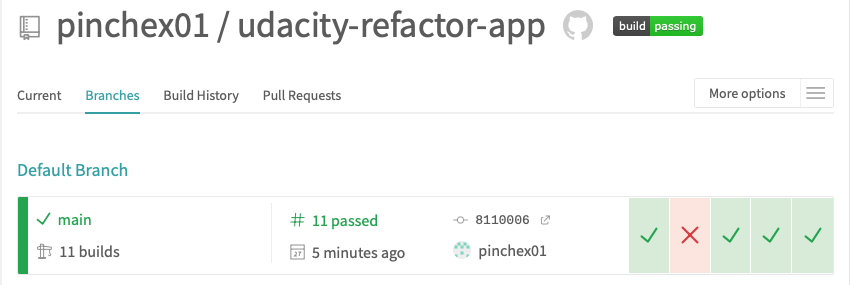 pinchex01 / udacity-refactor-app
build passing
Current Branches Build History Pull Requests More options
Default Branch
main # 11 passed 8110006
11 builds 27 5 minutes ago pinchex01